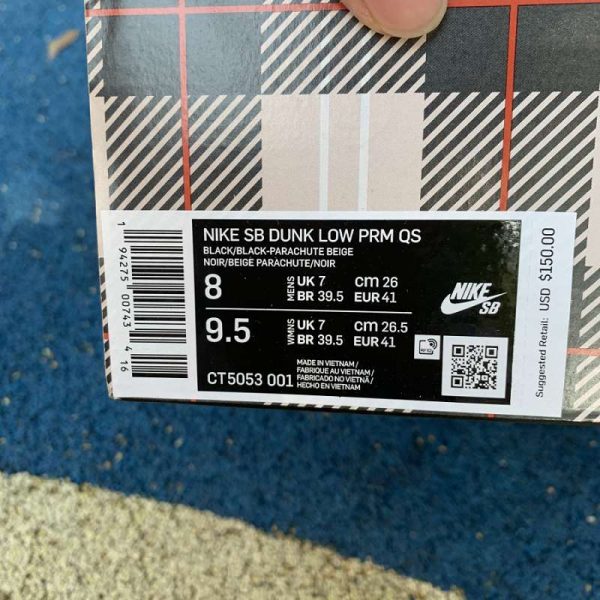 NIKE SB DUNK LOW PRM QS
BLACK/BLACK-PARACHUTE BEIGE
NOIR/BEIGE PARACHUTE/NOIR
8 MENS UK 7 cm 26
BR 39.5 EUR 41
9.5 WMNS UK 7 cm 26.5
BR 39.5 EUR 41
CT5053 001
MADE IN VIETNAM/
FABRIQUE AU VIETNAM/
FABRICADO NO VIETNÃ/
HECHO EN VIETNAM
NIKE
SB
1 94275 00743 4 16
Suggested Retail: USD $150.00